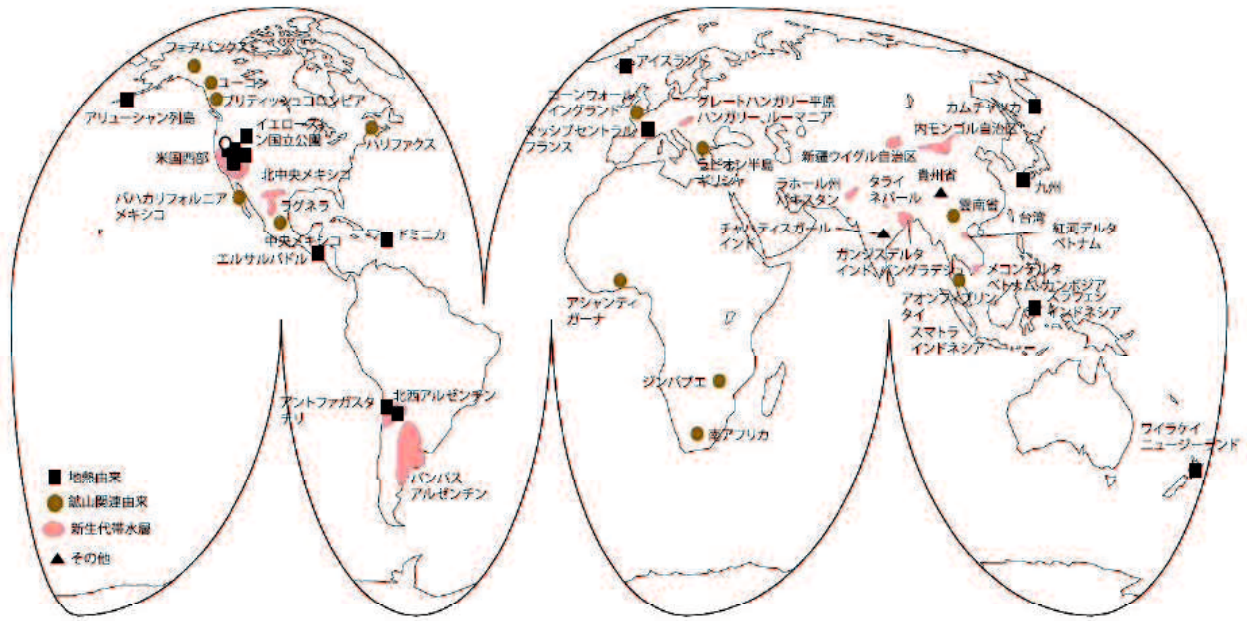 フェアバンクス
ユーコン
ブリティッシュコロンビア
アリューシャン列島
イエロースト
ン国立公園
ハリファクス
米国西部
北中央メキシコ
バハカリフォルニア
メキシコ
ラグネラ
中央メキシコ
ドミニカ
エルサルバドル
アントファガスタ
チリ
北西アルゼンチン
パンパス
アルゼンチン
アイスランド
コーンウォール
イングランド
マッシブセントラル
フランス
グレートハンガリー平原
ハンガリー、ルーマニア
ラビオン半島
ギリシャ
アシャンティ
ガーナ
ジンバブエ
南アフリカ
カムチャッカ
内モンゴル自治区
新疆ウイグル自治区
九州
貴州省
ラホール州
パキスタン
タライ
ネパール
雲南省
台湾
チャハティスガール
インド
紅河デルタ
ベトナム
ガンジスデルタ
インド、バングラデシュ
メコンデルタ
ベトナム、カンボジア
アオンフィブリン
タイ
スラウェシ
インドネシア
スマトラ
インドネシア
ワイラケイ
ニュージーランド
地熱由来
鉱山関連由来
新生代帯水層
その他